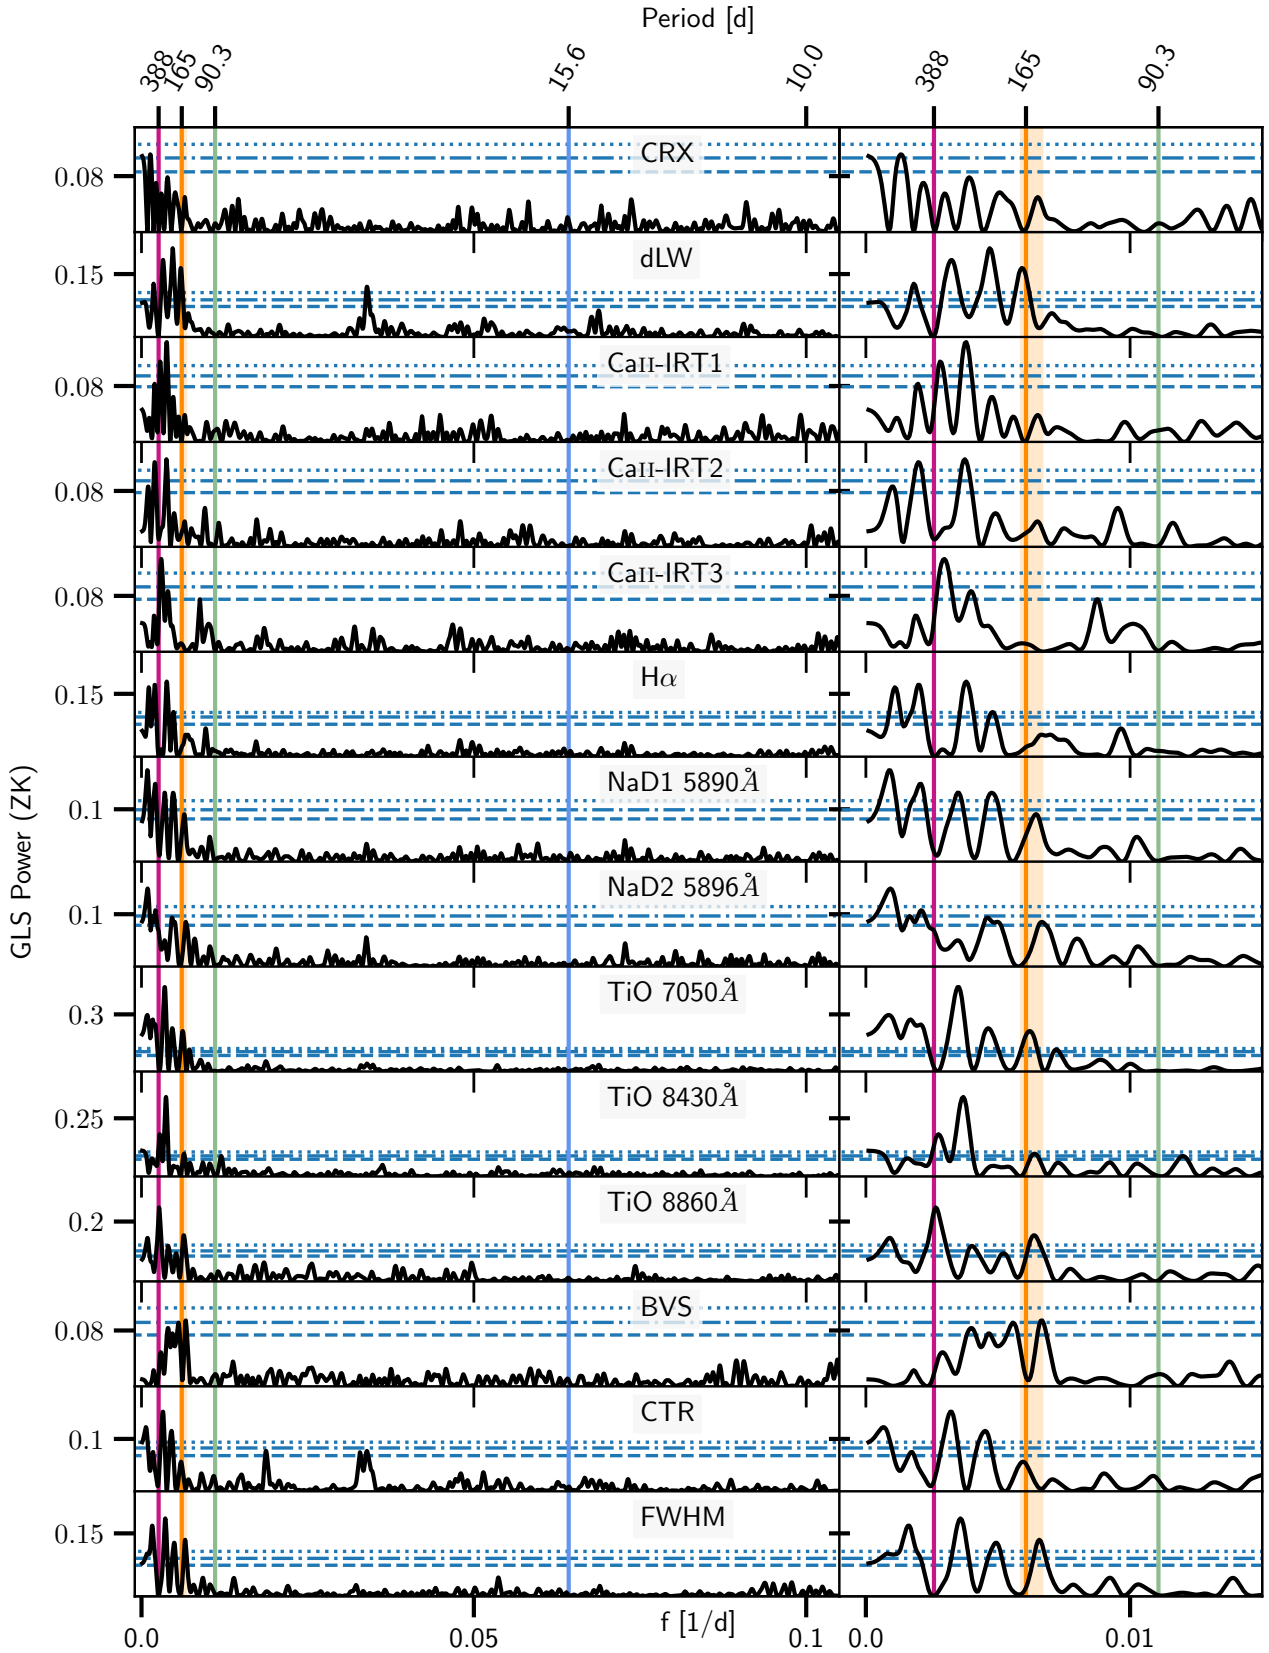 Period [d]
388 165 90.3 15.6 10.0 388 165 90.3
CRX
0.08
dLW
0.15
CaII-IRT1
0.08
CaII-IRT2
0.08
CaII-IRT3
0.08
Hα
0.15
NaD1 5890Å
0.1
NaD2 5896Å
0.1
TiO 7050Å
0.3
TiO 8430Å
0.25
TiO 8860Å
0.2
BVS
0.08
CTR
0.1
FWHM
0.15
GLS Power (ZK)
0.0 0.05 0.1 0.0 0.01
f [1/d]